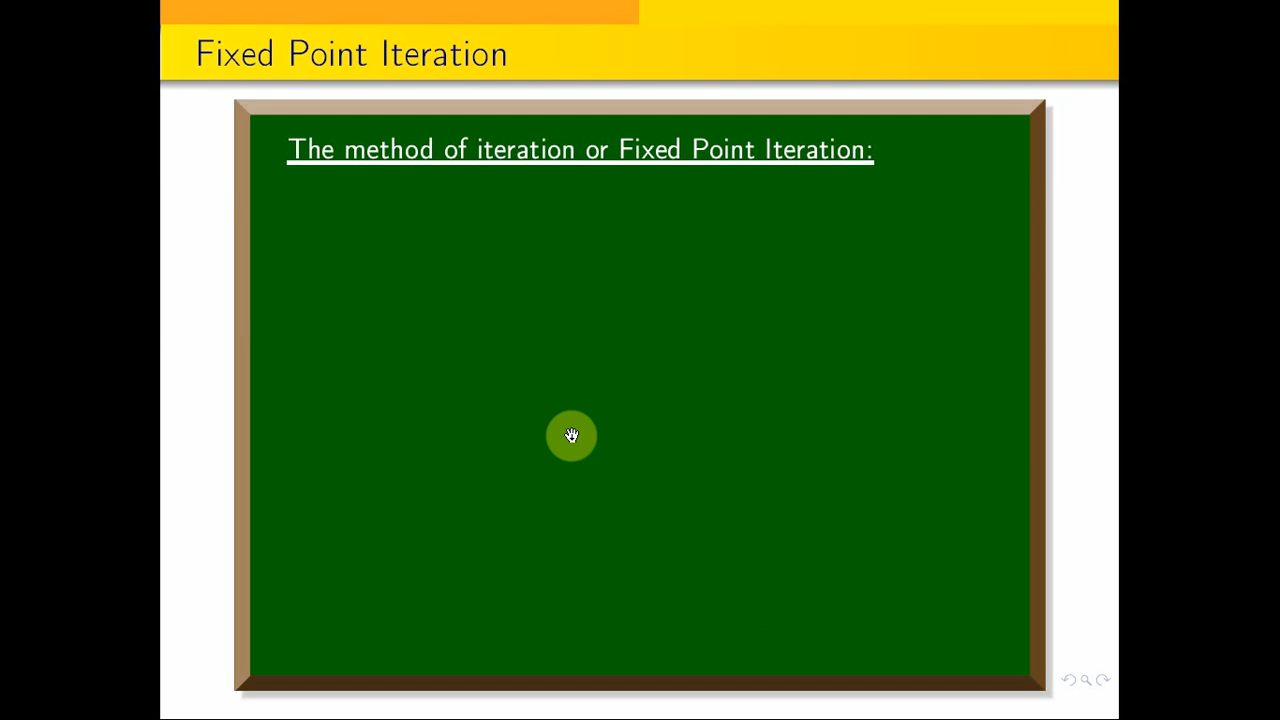 Fixed Point Iteration
The method of iteration or Fixed Point Iteration: